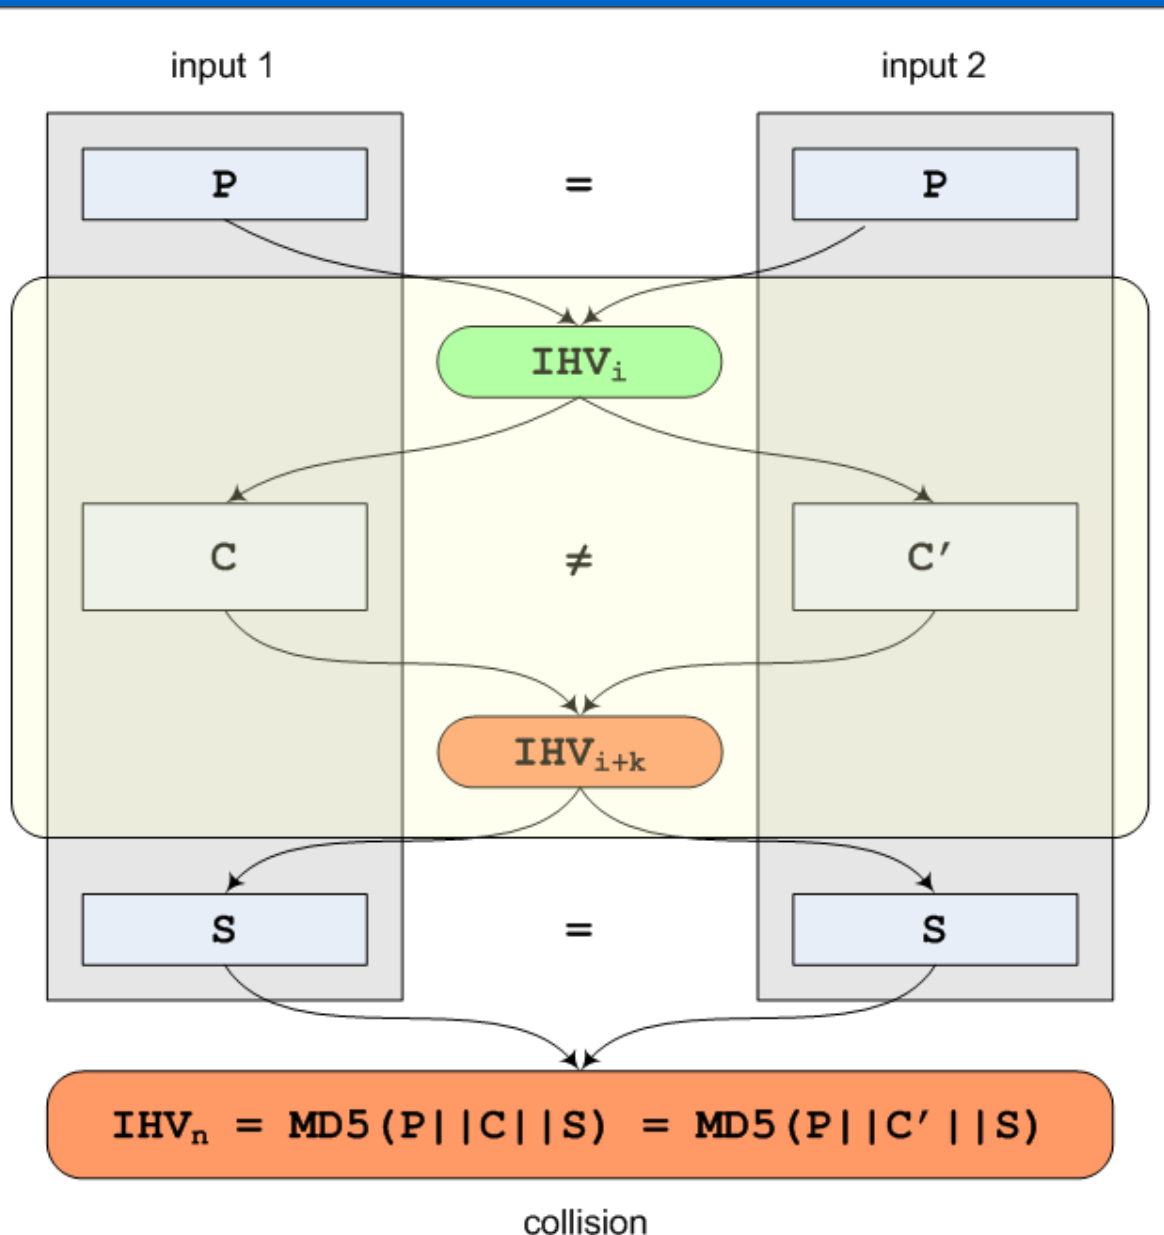 input 1 input 2
P = P
IHVi
C ≠ C′
IHVi+k
S = S
IHVn = MD5(P||C||S) = MD5(P||C′||S)
collision